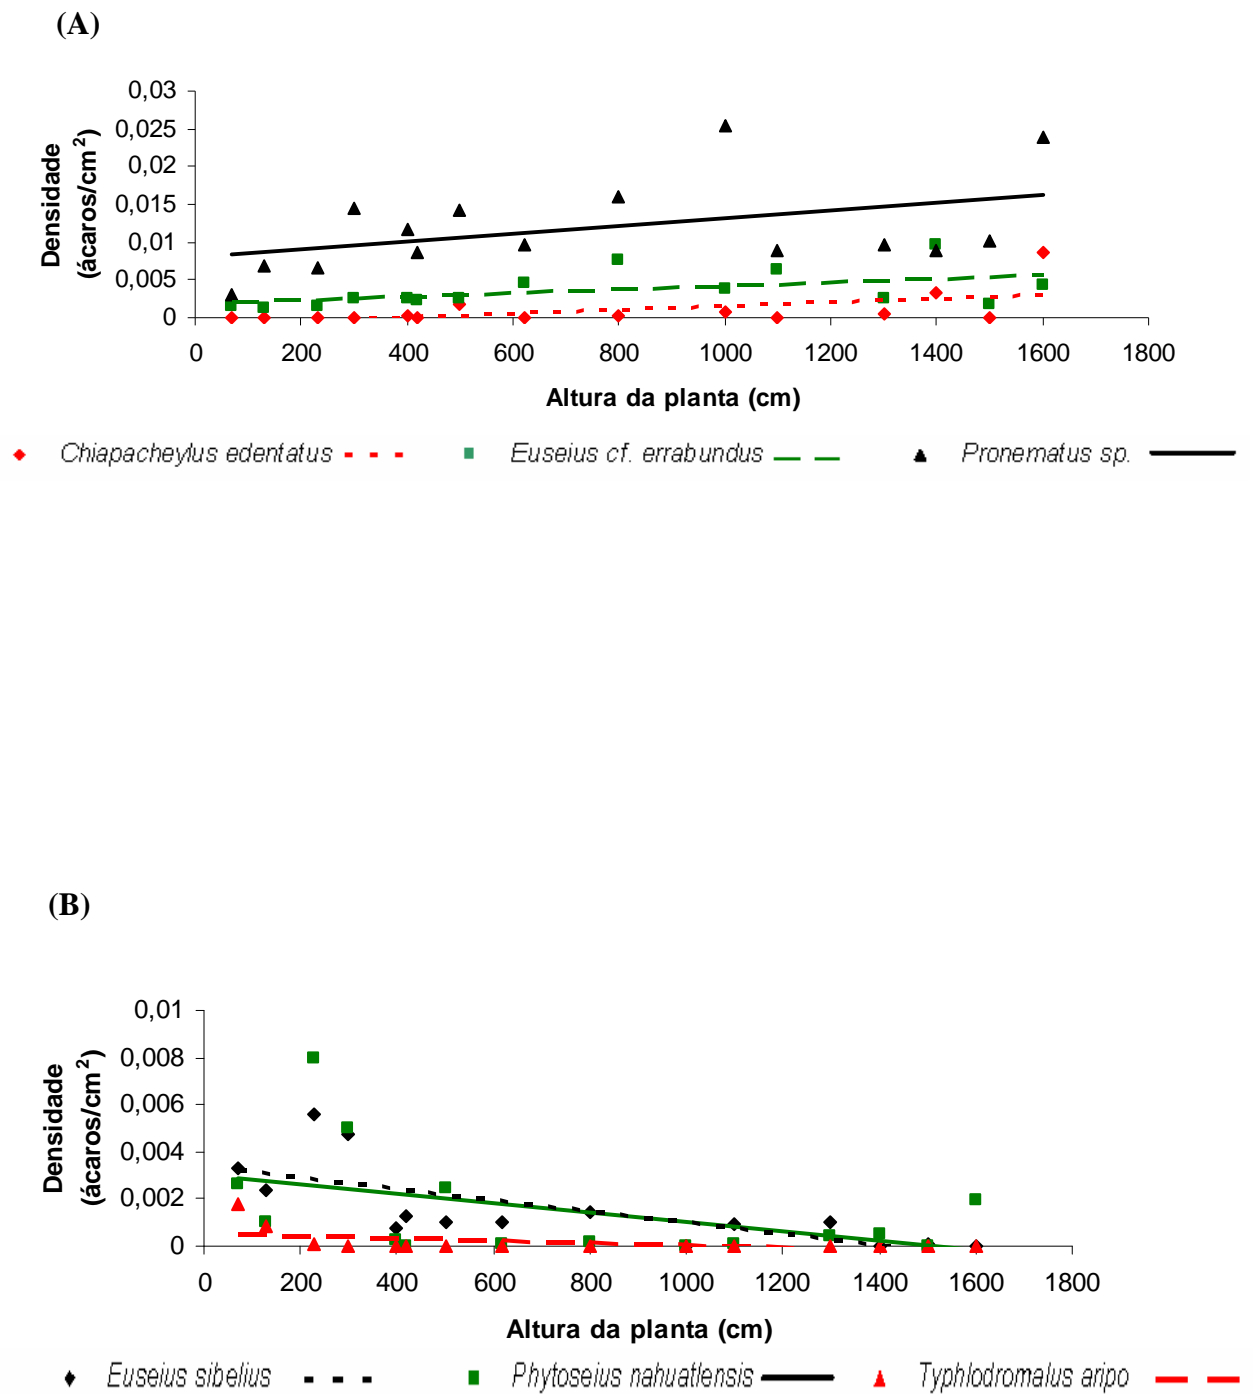 (A)
0,03
0,025
0,02
0,015
0,01
0,005
0
Densidade
(ácaros/cm²)
0 200 400 600 800 1000 1200 1400 1600 1800
Altura da planta (cm)
Chiapacheylus edentatus Euseius cf. errabundus Pronematus sp.
(B)
0,01
0,008
0,006
0,004
0,002
0
Densidade
(ácaros/cm²)
0 200 400 600 800 1000 1200 1400 1600 1800
Altura da planta (cm)
Euseius sibelius Phytoseius nahuatlensis Typhlodromalus aripo